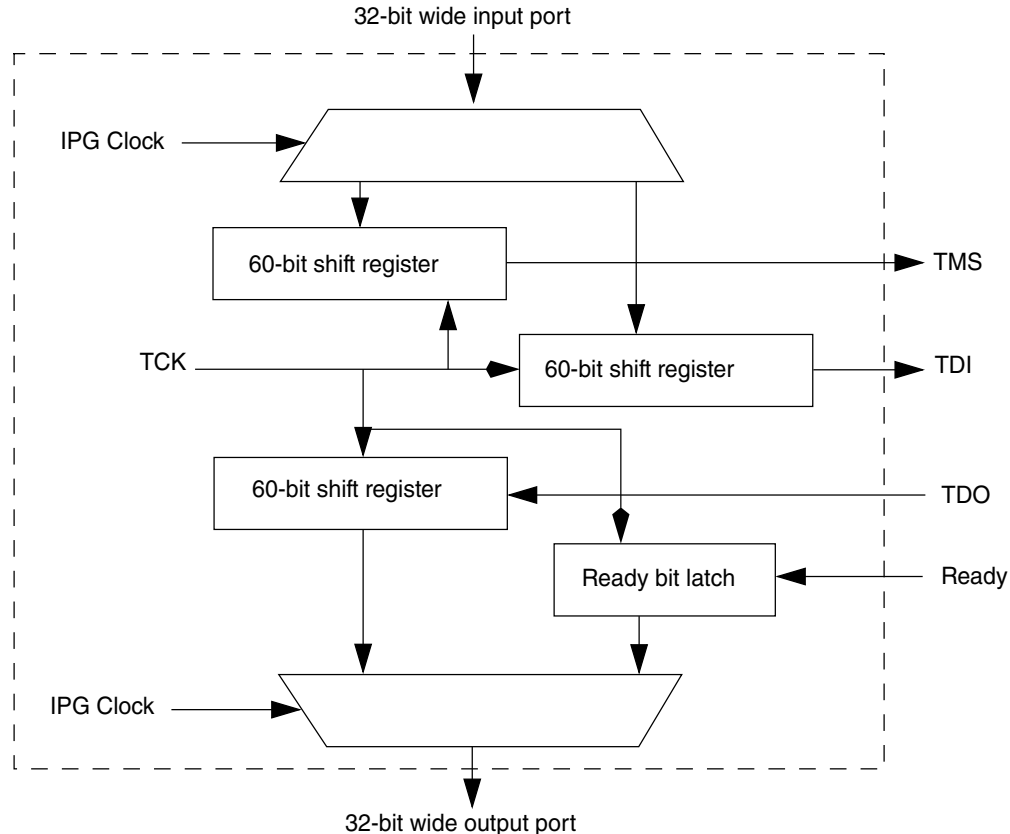 32-bit wide input port
IPG Clock
60-bit shift register
TMS
TCK
60-bit shift register
TDI
60-bit shift register
TDO
Ready bit latch
Ready
IPG Clock
32-bit wide output port